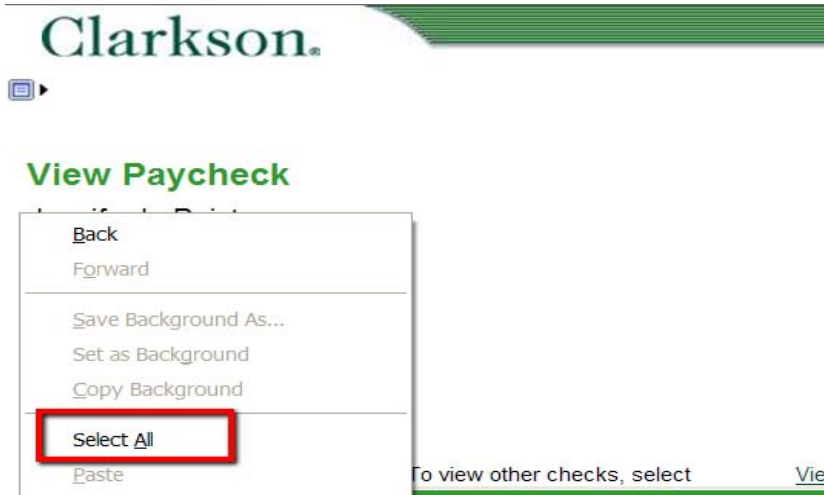 Clarkson.
View Paycheck
Back
Forward
Save Background As...
Set as Background
Copy Background
Select All
Paste
To view other checks, select